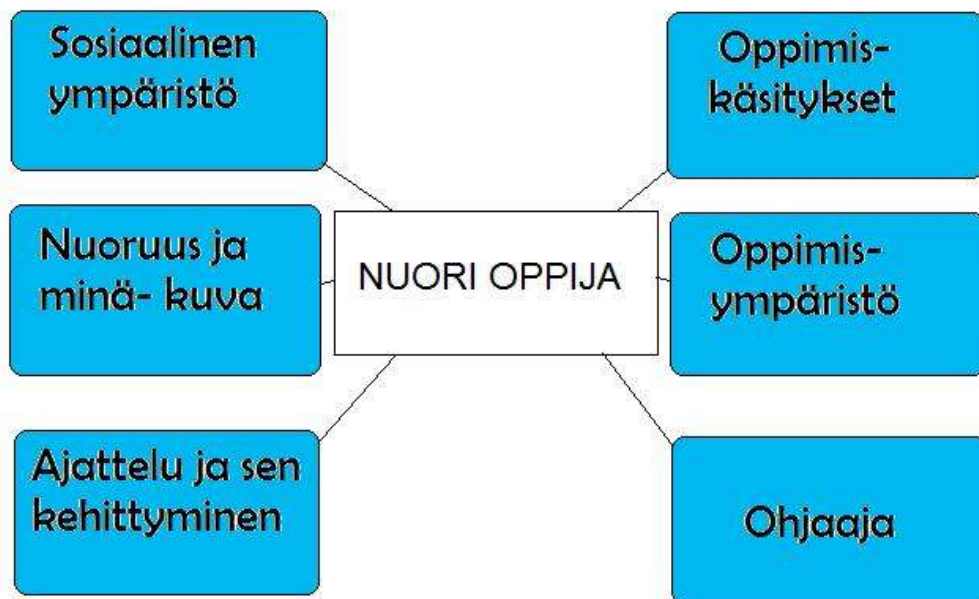 Sosiaalinen
ympäristö
Nuoruus ja
minä- kuva
Ajattelu ja sen
kehittyminen
NUORI OPPIJA
Oppimis-
käsitykset
Oppimis-
ympäristö
Ohjaaja